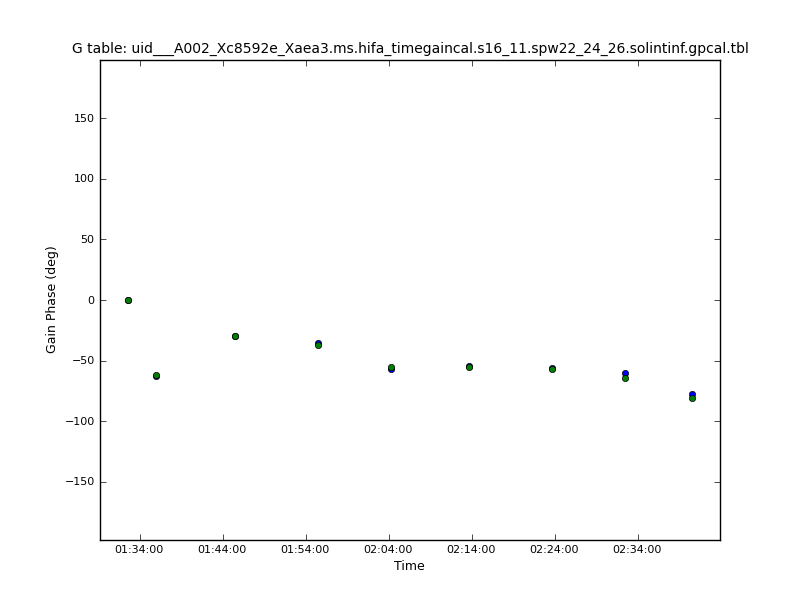 G table: uid___A002_Xc8592e_Xaea3.ms.hifa_timegaincal.s16_11.spw22_24_26.solintinf.gpcal.tbl
150
100
50
0
−50
−100
−150
Gain Phase (deg)
01:34:00 01:44:00 01:54:00 02:04:00 02:14:00 02:24:00 02:34:00
Time